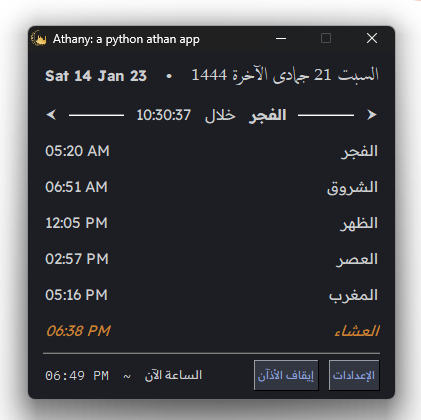 Athany: a python athan app
Sat 14 Jan 23 • السبت 21 جمادى الآخرة 1444
الفجر خلال 10:30:37
الفجر 05:20 AM
الشروق 06:51 AM
الظهر 12:05 PM
العصر 02:57 PM
المغرب 05:16 PM
العشاء 06:38 PM
الإعدادات إيقاف الأذآن الساعة الآن ~ 06:49 PM